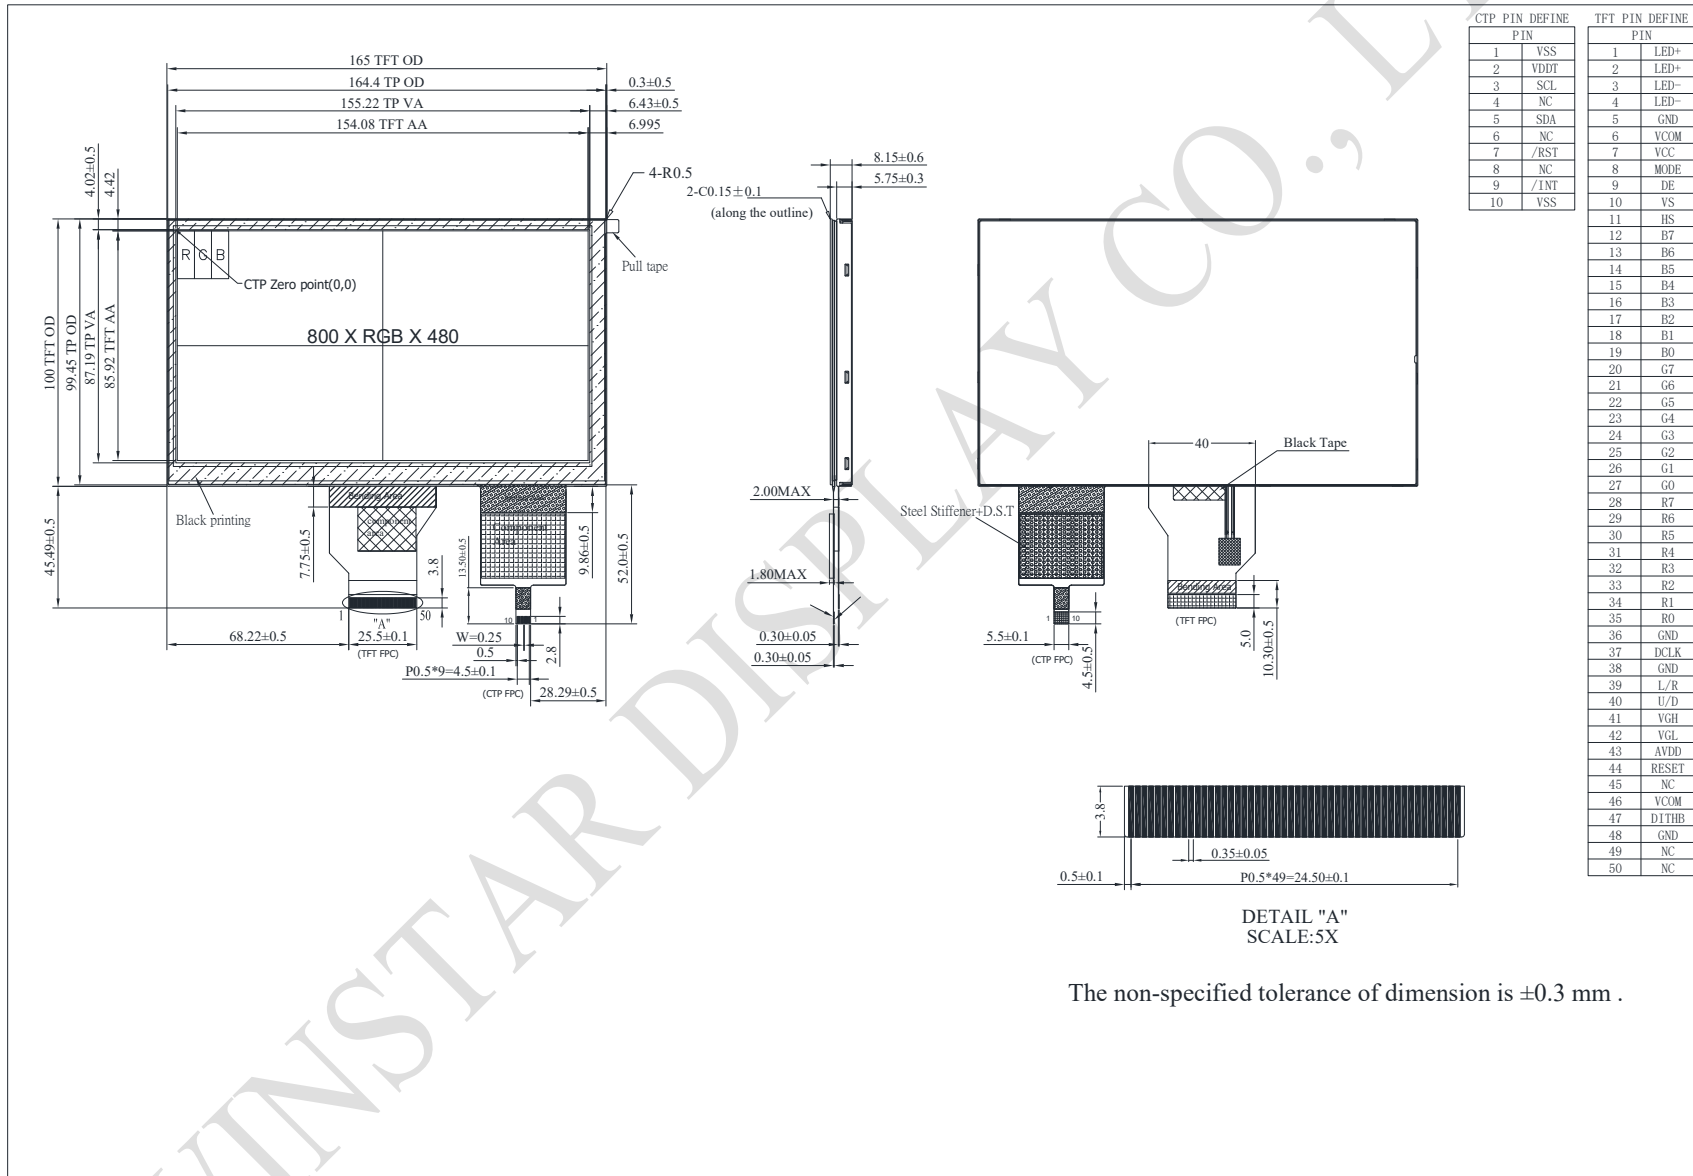 165 TFT OD
164.4 TP OD
0.3±0.5
155.22 TP VA
6.43±0.5
154.08 TFT AA
6.995
4.02±0.5
4.42
4-R0.5
Pull tape
R G B
CTP Zero point(0,0)
800 X RGB X 480
100 TFT OD
99.45 TP OD
87.19 TP VA
85.92 TFT AA
Black printing
Bending Area
component
area
Component
Area
45.49±0.5
7.75±0.5
3.8
13.50±0.5
9.86±0.5
52.0±0.5
1
"A"
50
10
1
68.22±0.5
25.5±0.1
(TFT FPC)
W=0.25
0.5
2.8
P0.5*9=4.5±0.1
(CTP FPC)
28.29±0.5
8.15±0.6
5.75±0.3
2-C0.15±0.1
(along the outline)
2.00MAX
1.80MAX
0.30±0.05
0.30±0.05
40
Black Tape
Steel Stiffener+D.S.T
Bending Area
(TFT FPC)
1
10
5.5±0.1
(CTP FPC)
4.5±0.5
5.0
10.30±0.5
3.8
0.35±0.05
0.5±0.1
P0.5*49=24.50±0.1
DETAIL "A"
SCALE:5X
The non-specified tolerance of dimension is ±0.3 mm .
CTP PIN DEFINE
PIN
1 VSS
2 VDDT
3 SCL
4 NC
5 SDA
6 NC
7 /RST
8 NC
9 /INT
10 VSS
TFT PIN DEFINE
PIN
1 LED+
2 LED+
3 LED-
4 LED-
5 GND
6 VCOM
7 VCC
8 MODE
9 DE
10 VS
11 HS
12 B7
13 B6
14 B5
15 B4
16 B3
17 B2
18 B1
19 B0
20 G7
21 G6
22 G5
23 G4
24 G3
25 G2
26 G1
27 G0
28 R7
29 R6
30 R5
31 R4
32 R3
33 R2
34 R1
35 R0
36 GND
37 DCLK
38 GND
39 L/R
40 U/D
41 VGH
42 VGL
43 AVDD
44 RESET
45 NC
46 VCOM
47 DITHB
48 GND
49 NC
50 NC
WINSTAR DISPLAY CO., L